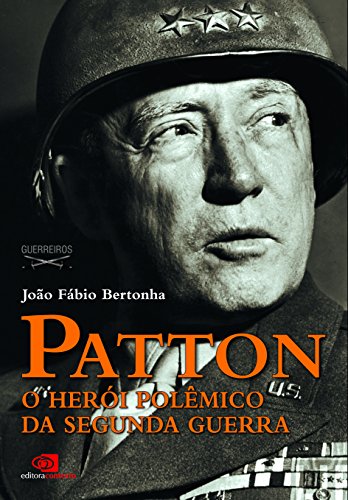 GUERREIROS
João Fábio Bertonha
PATTON
O HERÓI POLÊMICO
U.S.
DA SEGUNDA GUERRA
editoracontexto